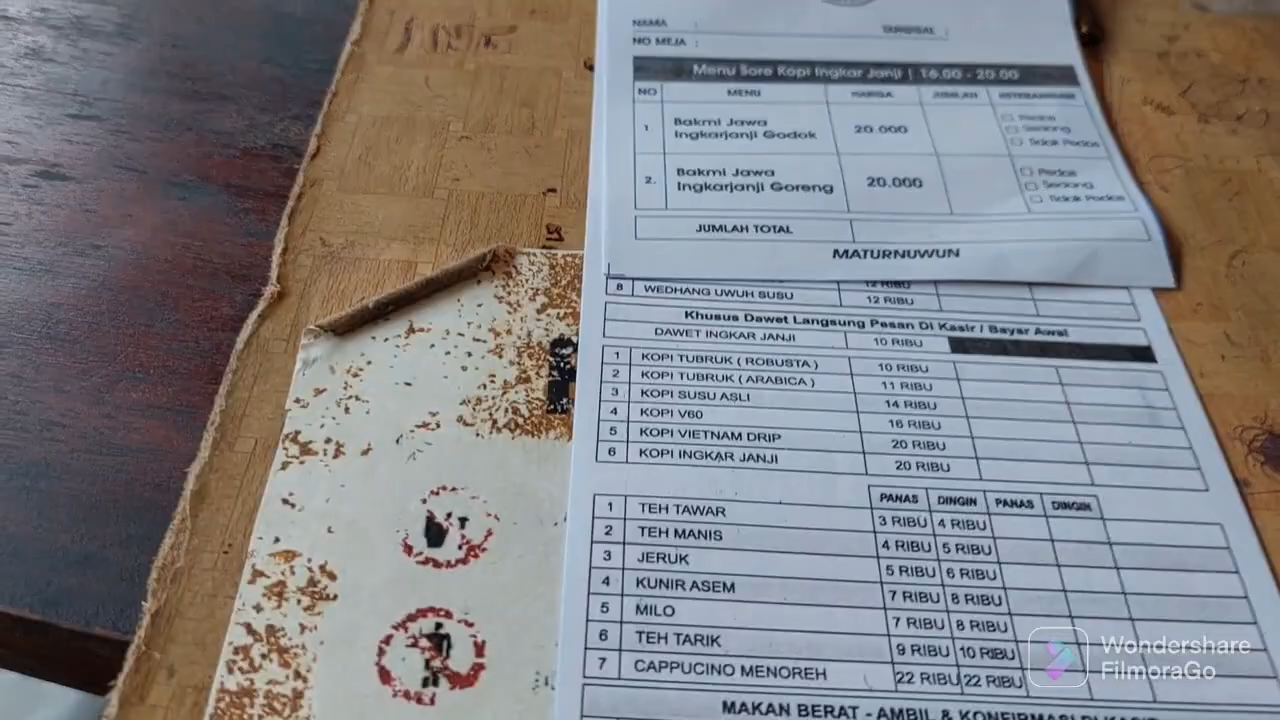 NAMA :
TANGGAL
NO MEJA :
Menu Sore Kopi Ingkar Janji | 16.00 - 20.00
NO MENU HARGA JUMLAH KETERANGAN
1. Bakmi Jawa Ingkarjanji Godok 20.000
Pedas
Sedang
Tidak Pedas
2. Bakmi Jawa Ingkarjanji Goreng 20.000
Pedas
Sedang
Tidak Pedas
JUMLAH TOTAL
MATURNUWUN
12 RIBU
8 WEDHANG UWUH SUSU 12 RIBU
Khusus Dawet Langsung Pesan Di Kasir / Bayar Awal
DAWET INGKAR JANJI 10 RIBU
1 KOPI TUBRUK ( ROBUSTA ) 10 RIBU
2 KOPI TUBRUK ( ARABICA ) 11 RIBU
3 KOPI SUSU ASLI 14 RIBU
4 KOPI V60 16 RIBU
5 KOPI VIETNAM DRIP 20 RIBU
6 KOPI INGKAR JANJI 20 RIBU
PANAS DINGIN PANAS DINGIN
1 TEH TAWAR 3 RIBU 4 RIBU
2 TEH MANIS 4 RIBU 5 RIBU
3 JERUK 5 RIBU 6 RIBU
4 KUNIR ASEM 7 RIBU 8 RIBU
5 MILO 7 RIBU 8 RIBU
6 TEH TARIK 9 RIBU 10 RIBU
7 CAPPUCINO MENOREH 22 RIBU 22 RIBU
MAKAN BERAT - AMBIL & KONFIRMASI DI
Wondershare
FilmoraGo